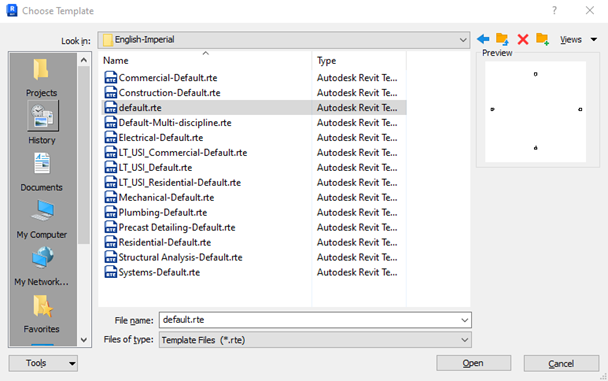 Choose Template
Look in:
English-Imperial
Views
Projects
History
Documents
My Computer
My Network...
Favorites
Name
Type
Commercial-Default.rte Autodesk Revit Te...
Construction-Default.rte Autodesk Revit Te...
default.rte Autodesk Revit Te...
Default-Multi-discipline.rte Autodesk Revit Te...
Electrical-Default.rte Autodesk Revit Te...
LT_USI_Commercial-Default.rte Autodesk Revit Te...
LT_USI_Default.rte Autodesk Revit Te...
LT_USI_Residential-Default.rte Autodesk Revit Te...
Mechanical-Default.rte Autodesk Revit Te...
Plumbing-Default.rte Autodesk Revit Te...
Precast Detailing-Default.rte Autodesk Revit Te...
Residential-Default.rte Autodesk Revit Te...
Structural Analysis-Default.rte Autodesk Revit Te...
Systems-Default.rte Autodesk Revit Te...
Preview
File name:
default.rte
Files of type:
Template Files (*.rte)
Tools
Open
Cancel